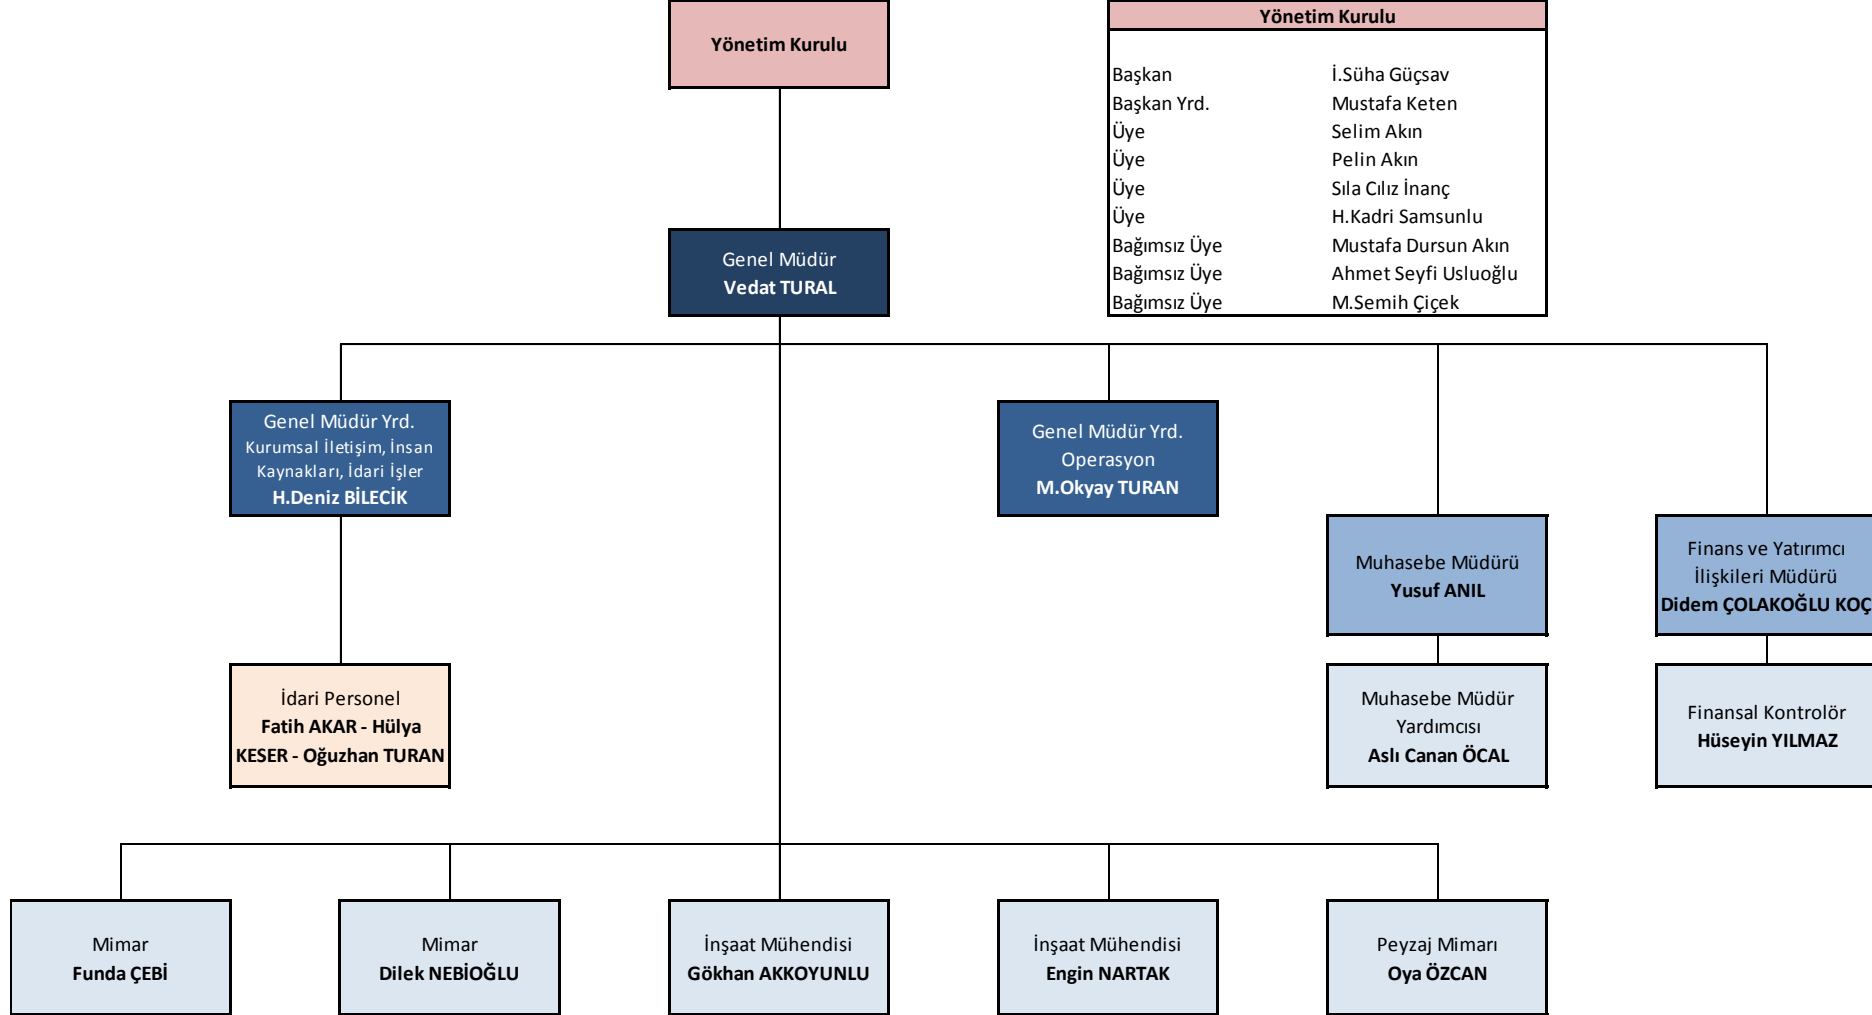 Yönetim Kurulu
Yönetim Kurulu
Başkan İ.Süha Güçsav
Başkan Yrd. Mustafa Keten
Üye Selim Akın
Üye Pelin Akın
Üye Sıla Cılız İnanç
Üye H.Kadri Samsunlu
Bağımsız Üye Mustafa Dursun Akın
Bağımsız Üye Ahmet Seyfi Usluoğlu
Bağımsız Üye M.Semih Çiçek
Genel Müdür
Vedat TURAL
Genel Müdür Yrd.
Kurumsal İletişim, İnsan
Kaynakları, İdari İşler
H.Deniz BİLECİK
Genel Müdür Yrd.
Operasyon
M.Okyay TURAN
Muhasebe Müdürü
Yusuf ANIL
Finans ve Yatırımcı
İlişkileri Müdürü
Didem ÇOLAKOĞLU KOÇ
İdari Personel
Fatih AKAR - Hülya
KESER - Oğuzhan TURAN
Muhasebe Müdür
Yardımcısı
Aslı Canan ÖCAL
Finansal Kontrolör
Hüseyin YILMAZ
Mimar
Funda ÇEBİ
Mimar
Dilek NEBİOĞLU
İnşaat Mühendisi
Gökhan AKKOYUNLU
İnşaat Mühendisi
Engin NARTAK
Peyzaj Mimarı
Oya ÖZCAN